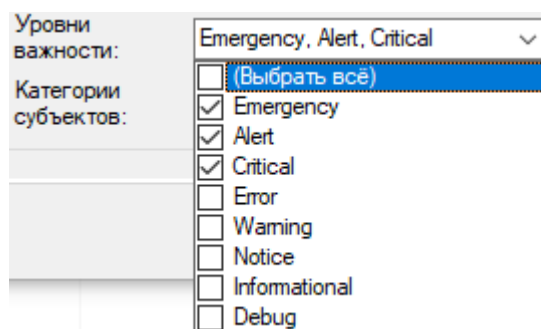 Уровни
важности:
Emergency, Alert, Critical
(Выбрать всё)
Категории
субъектов:
Emergency
Alert
Critical
Error
Warning
Notice
Informational
Debug